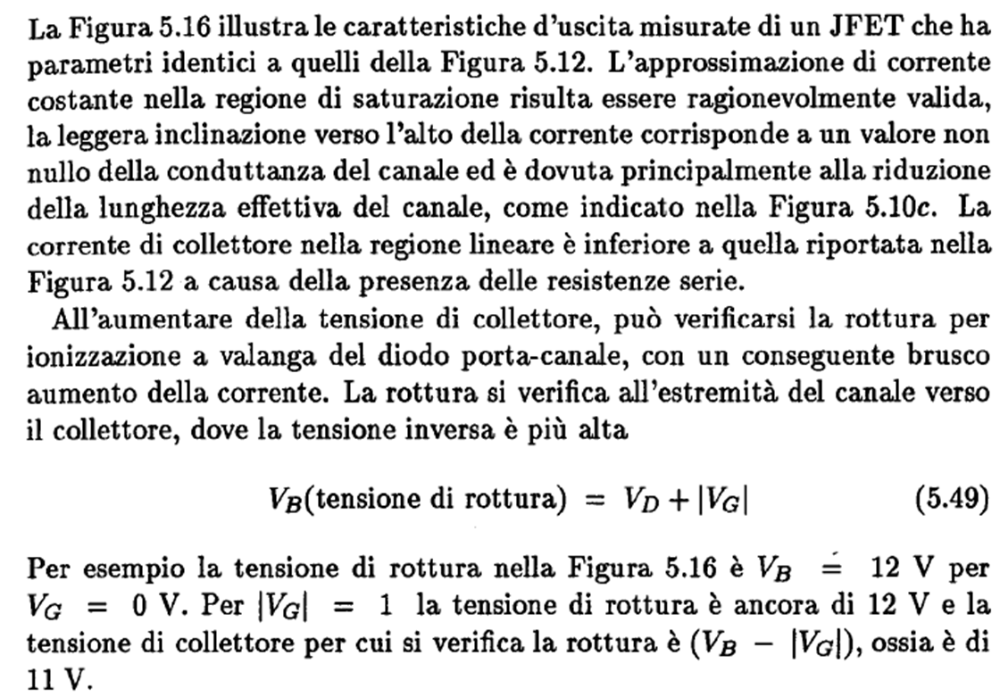 La Figura 5.16 illustra le caratteristiche d'uscita misurate di un JFET che ha
parametri identici a quelli della Figura 5.12. L'approssimazione di corrente
costante nella regione di saturazione risulta essere ragionevolmente valida,
la leggera inclinazione verso l'alto della corrente corrisponde a un valore non
nullo della conduttanza del canale ed è dovuta principalmente alla riduzione
della lunghezza effettiva del canale, come indicato nella Figura 5.10c. La
corrente di collettore nella regione lineare è inferiore a quella riportata nella
Figura 5.12 a causa della presenza delle resistenze serie.
All'aumentare della tensione di collettore, può verificarsi la rottura per
ionizzazione a valanga del diodo porta-canale, con un conseguente brusco
aumento della corrente. La rottura si verifica all'estremità del canale verso
il collettore, dove la tensione inversa è più alta
V_B(tensione di rottura) = V_D + |V_G| (5.49)
Per esempio la tensione di rottura nella Figura 5.16 è V_B = 12 V per
V_G = 0 V. Per |V_G| = 1 la tensione di rottura è ancora di 12 V e la
tensione di collettore per cui si verifica la rottura è (V_B − |V_G|), ossia è di
11 V.